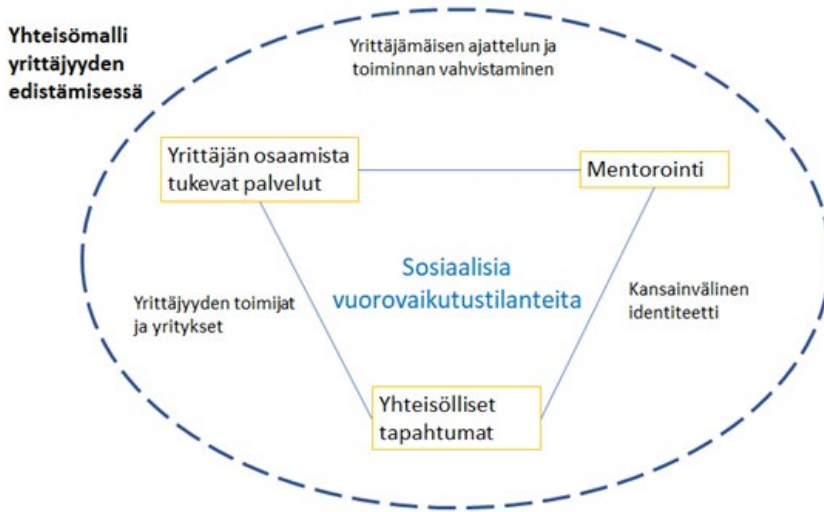 Yhteisömalli
yrittäjyyden
edistämisessä
Yrittäjämäisen ajattelun ja
toiminnan vahvistaminen
Yrittäjän osaamista
tukevat palvelut
Mentorointi
Sosiaalisia
vuorovaikutustilanteita
Yrittäjyyden toimijat
ja yritykset
Kansainvälinen
identiteetti
Yhteisölliset
tapahtumat